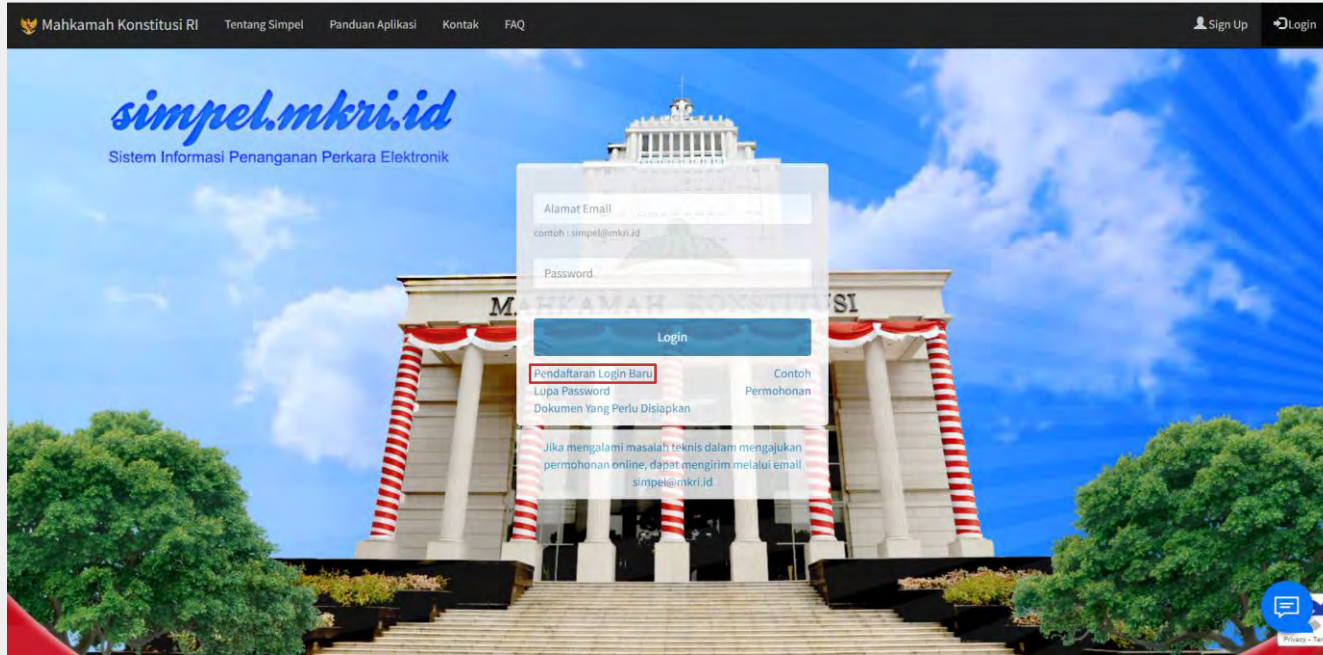 Mahkamah Konstitusi RI Tentang Simpel Panduan Aplikasi Kontak FAQ Sign Up Login
simpel.mkri.id
Sistem Informasi Penanganan Perkara Elektronik
Alamat Email
contoh : simpel@mkri.id
Password
MAHKAMAH KONSTITUSI
Login
Pendaftaran Login Baru
Contoh Permohonan
Lupa Password
Dokumen Yang Perlu Disiapkan
Jika mengalami masalah teknis dalam mengajukan
permohonan online, dapat mengirim melalui email
simpel@mkri.id
Privacy